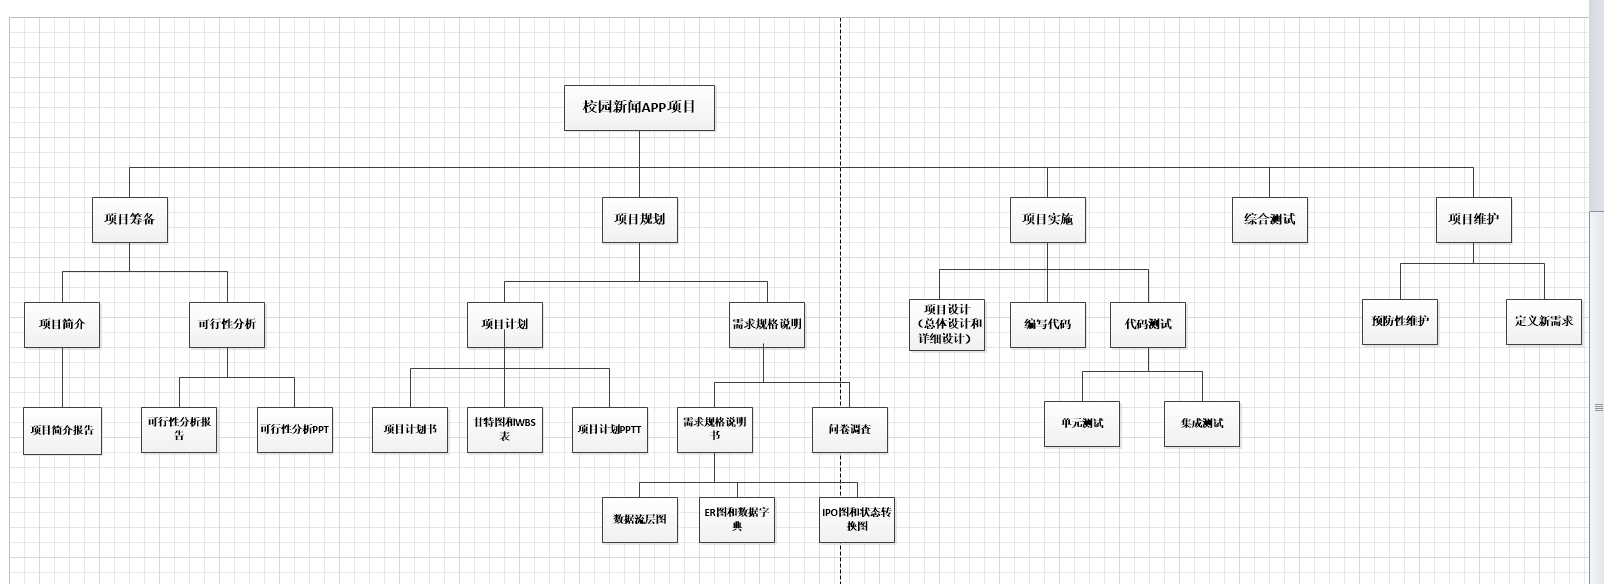 校园新闻APP项目
项目筹备
项目规划
项目实施
综合测试
项目维护
项目简介
可行性分析
项目计划
需求规格说明
项目设计
（总体设计和
详细设计）
编写代码
代码测试
预防性维护
定义新需求
项目简介报告
可行性分析报
告
可行性分析PPT
项目计划书
甘特图和WBS
表
项目计划PPTT
需求规格说明
书
问卷调查
单元测试
集成测试
数据流层图
ER图和数据字
典
IPO图和状态转
换图